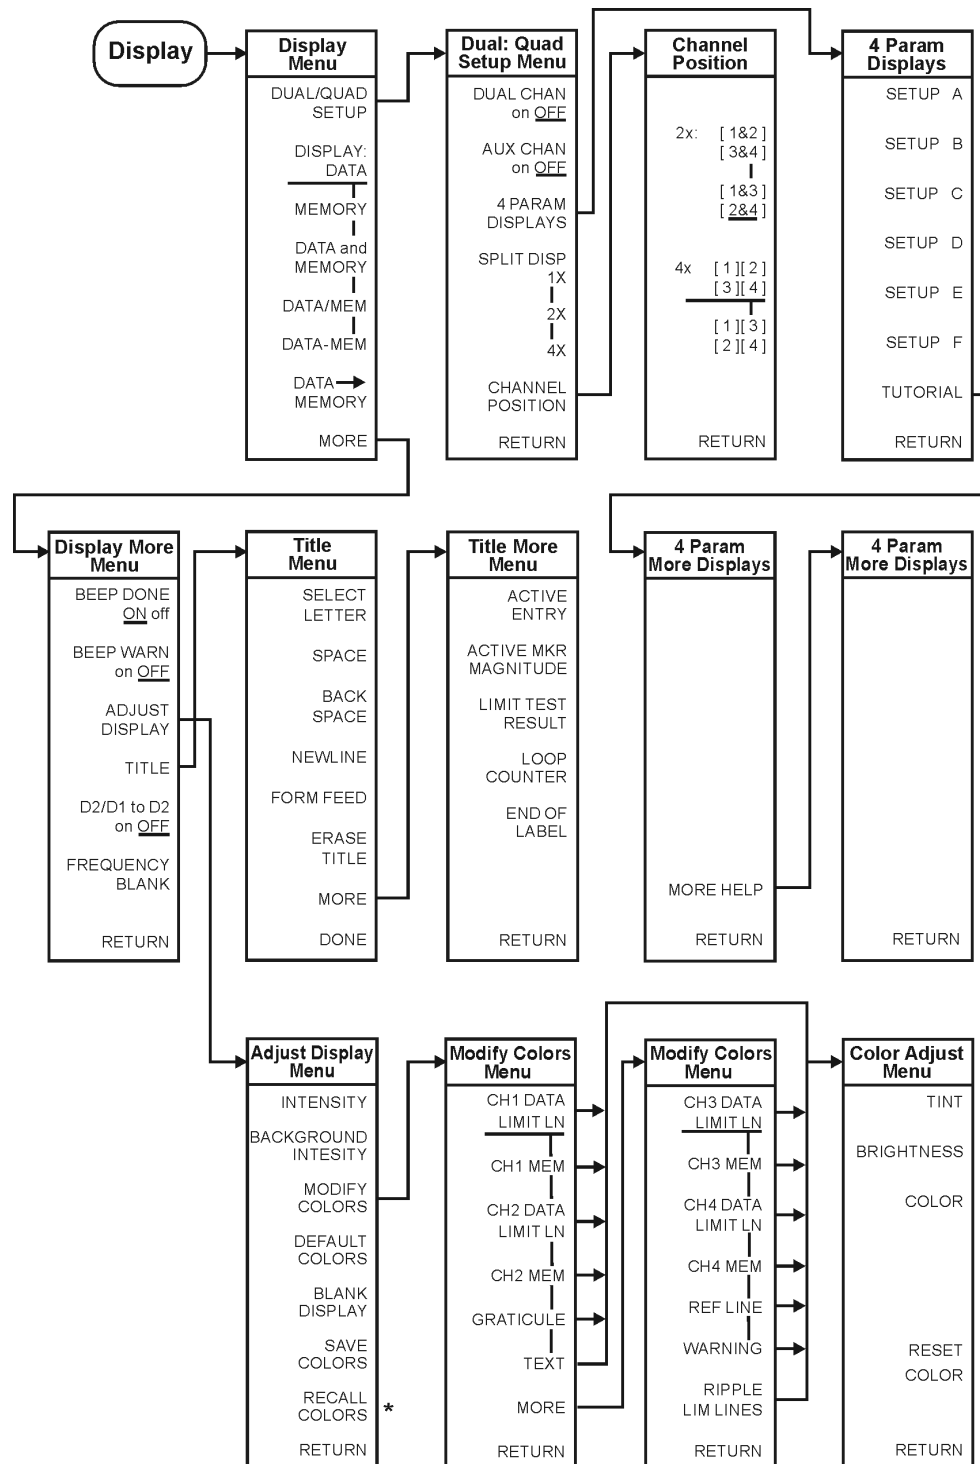 Display
Display
Menu
DUAL/QUAD
SETUP
DISPLAY:
DATA
MEMORY
DATA and
MEMORY
DATA/MEM
DATA-MEM
DATA
MEMORY
MORE
Dual: Quad
Setup Menu
DUAL CHAN
on OFF
AUX CHAN
on OFF
4 PARAM
DISPLAYS
SPLIT DISP
1X
2X
4X
CHANNEL
POSITION
RETURN
Channel
Position
2x: [ 1&2 ]
[ 3&4 ]
[ 1&3 ]
[ 2&4 ]
4x [ 1 ][ 2 ]
[ 3 ][ 4 ]
[ 1 ][ 3 ]
[ 2 ][ 4 ]
RETURN
4 Param
Displays
SETUP A
SETUP B
SETUP C
SETUP D
SETUP E
SETUP F
TUTORIAL
RETURN
Display More
Menu
BEEP DONE
ON off
BEEP WARN
on OFF
ADJUST
DISPLAY
TITLE
D2/D1 to D2
on OFF
FREQUENCY
BLANK
RETURN
Title
Menu
SELECT
LETTER
SPACE
BACK
SPACE
NEWLINE
FORM FEED
ERASE
TITLE
MORE
DONE
Title More
Menu
ACTIVE
ENTRY
ACTIVE MKR
MAGNITUDE
LIMIT TEST
RESULT
LOOP
COUNTER
END OF
LABEL
RETURN
4 Param
More Displays
MORE HELP
RETURN
4 Param
More Displays
RETURN
Adjust Display
Menu
INTENSITY
BACKGROUND
INTESITY
MODIFY
COLORS
DEFAULT
COLORS
BLANK
DISPLAY
SAVE
COLORS
RECALL
COLORS *
RETURN
Modify Colors
Menu
CH1 DATA
LIMIT LN
CH1 MEM
CH2 DATA
LIMIT LN
CH2 MEM
GRATICULE
TEXT
MORE
RETURN
Modify Colors
Menu
CH3 DATA
LIMIT LN
CH3 MEM
CH4 DATA
LIMIT LN
CH4 MEM
REF LINE
WARNING
RIPPLE
LIM LINES
RETURN
Color Adjust
Menu
TINT
BRIGHTNESS
COLOR
RESET
COLOR
RETURN